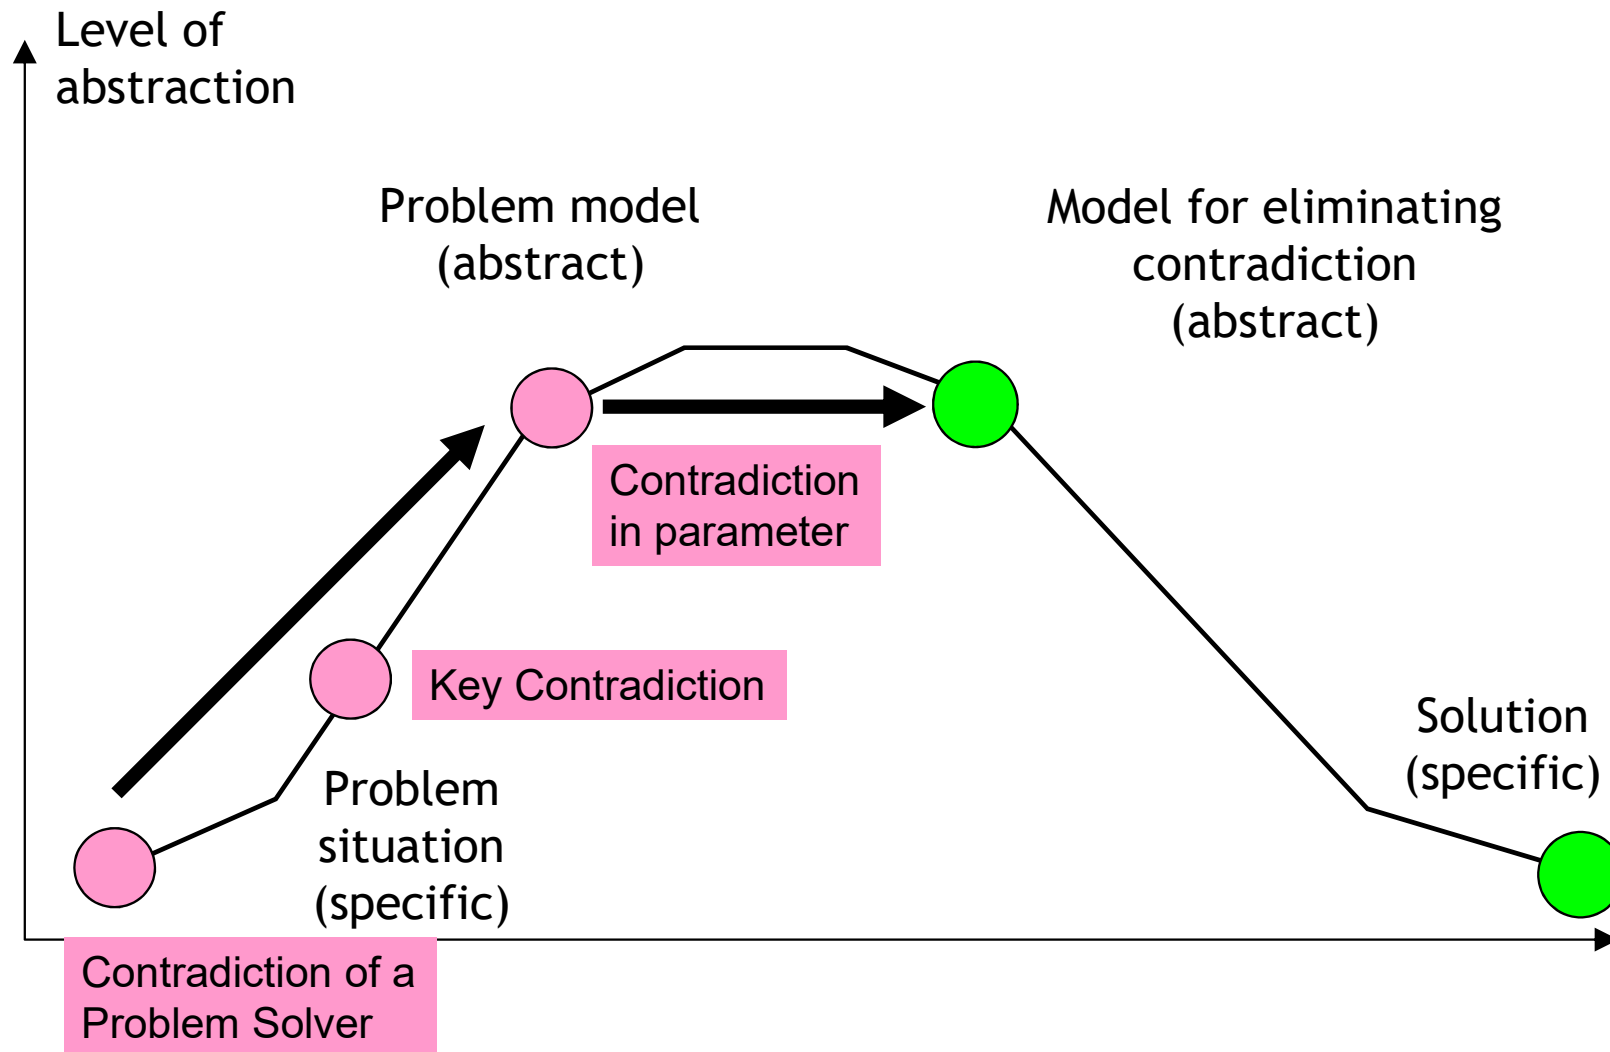 Level of
abstraction
Problem model
(abstract)
Model for eliminating
contradiction
(abstract)
Contradiction
in parameter
Key Contradiction
Solution
(specific)
Problem
situation
(specific)
Contradiction of a
Problem Solver